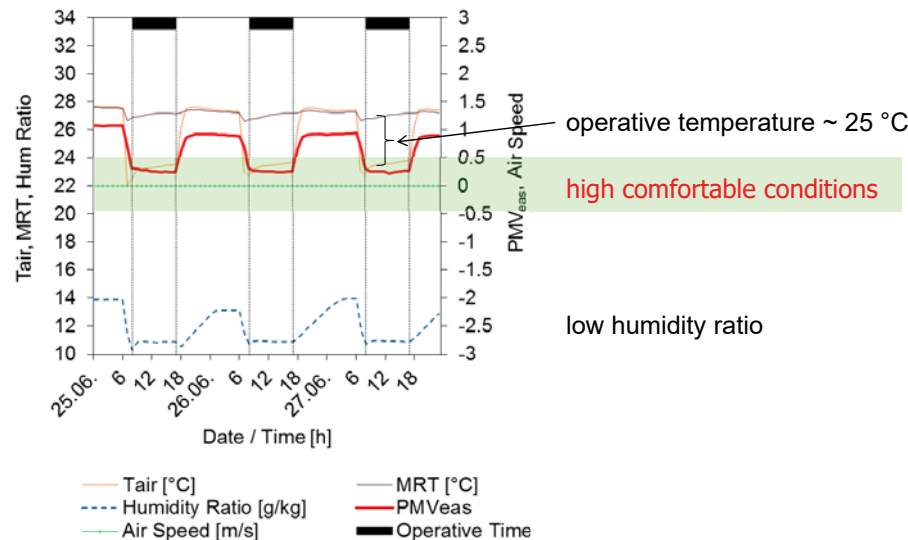 34
32
30
28
26
24
22
20
18
16
14
12
10
Tair, MRT, Hum Ratio
3
2.5
2
1.5
1
0.5
0
-0.5
-1
-1.5
-2
-2.5
-3
PMVeas, Air Speed
25.06. 6 12 18 26.06. 6 12 18 27.06. 6 12 18
Date / Time [h]
operative temperature ~ 25 °C
high comfortable conditions
low humidity ratio
Tair [°C] MRT [°C]
Humidity Ratio [g/kg] PMVeas
Air Speed [m/s] Operative Time